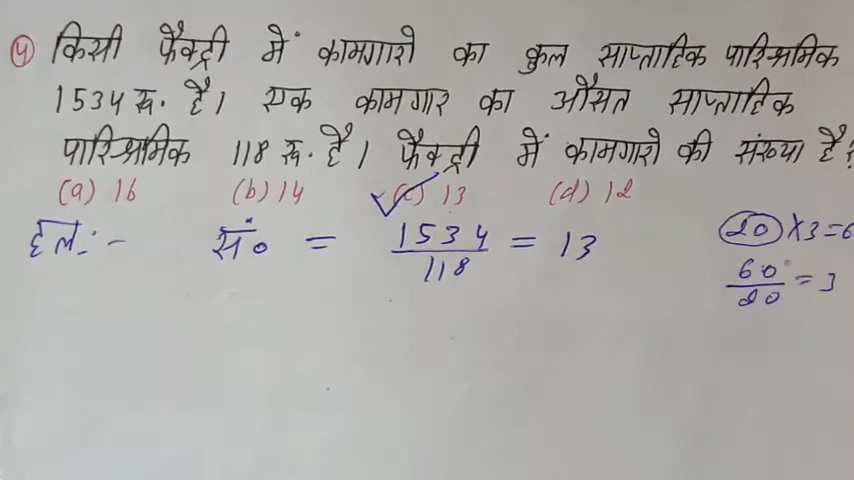 ५ किसी फैक्ट्री में कामगारो का कुल साप्ताहिक पारिश्रमिक
1534 रू. है। एक कामगार का औसत साप्ताहिक
पारिश्रमिक 118 रू. है। फैक्ट्री में कामगारो की संख्या है?
(a) 16 (b) 14 (c) 13 (d) 12
हल:- सं० = 1534/118 = 13
20 x 3 = 6
60/20 = 3